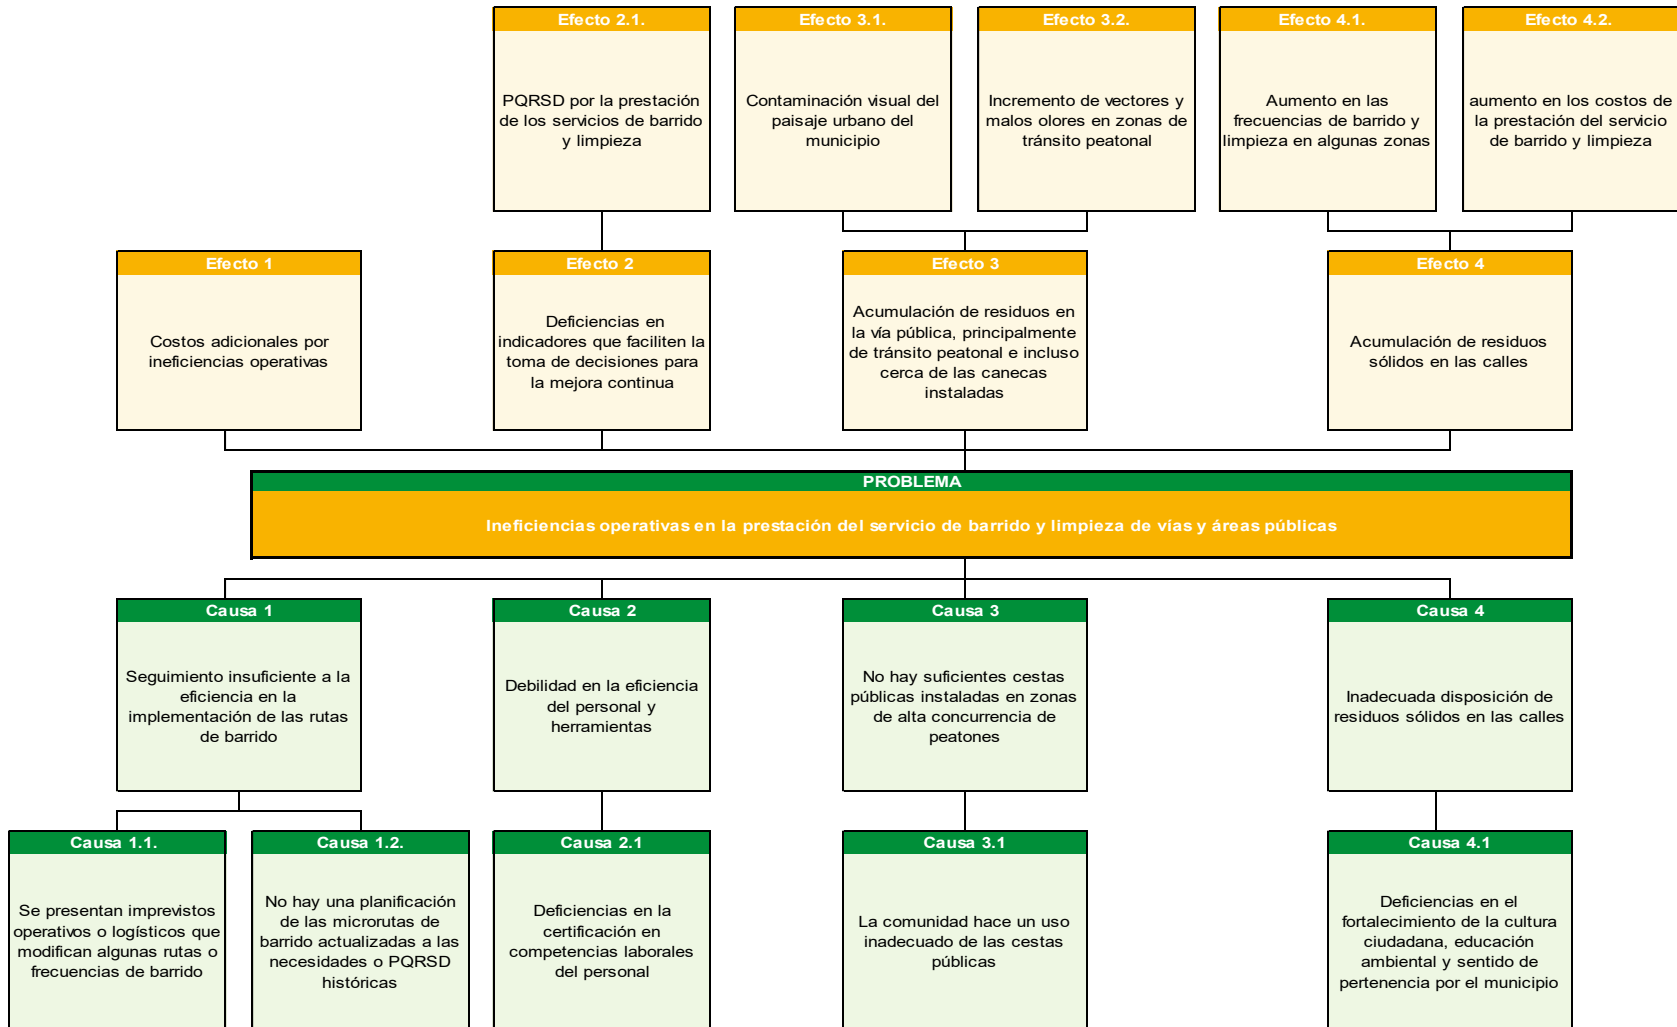 Efecto 2.1.
PQRSD por la prestación
de los servicios de barrido
y limpieza
Efecto 3.1.
Contaminación visual del
paisaje urbano del
municipio
Efecto 3.2.
Incremento de vectores y
malos olores en zonas de
tránsito peatonal
Efecto 4.1.
Aumento en las
frecuencias de barrido y
limpieza en algunas zonas
Efecto 4.2.
aumento en los costos de
la prestación del servicio
de barrido y limpieza
Efecto 1
Costos adicionales por
ineficiencias operativas
Efecto 2
Deficiencias en
indicadores que faciliten la
toma de decisiones para
la mejora continua
Efecto 3
Acumulación de residuos en
la vía pública, principalmente
de tránsito peatonal e incluso
cerca de las canecas
instaladas
Efecto 4
Acumulación de residuos
sólidos en las calles
PROBLEMA
Ineficiencias operativas en la prestación del servicio de barrido y limpieza de vías y áreas públicas
Causa 1
Seguimiento insuficiente a la
eficiencia en la
implementación de las rutas
de barrido
Causa 2
Debilidad en la eficiencia
del personal y
herramientas
Causa 3
No hay suficientes cestas
públicas instaladas en zonas
de alta concurrencia de
peatones
Causa 4
Inadecuada disposición de
residuos sólidos en las calles
Causa 1.1.
Se presentan imprevistos
operativos o logísticos que
modifican algunas rutas o
frecuencias de barrido
Causa 1.2.
No hay una planificación
de las microrutas de
barrido actualizadas a las
necesidades o PQRSD
históricas
Causa 2.1
Deficiencias en la
certificación en
competencias laborales
del personal
Causa 3.1
La comunidad hace un uso
inadecuado de las cestas
públicas
Causa 4.1
Deficiencias en el
fortalecimiento de la cultura
ciudadana, educación
ambiental y sentido de
pertenencia por el municipio